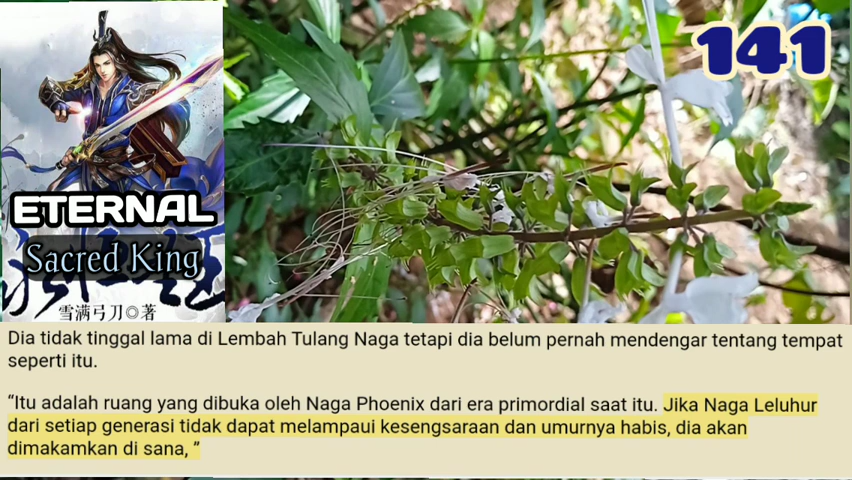 141
ETERNAL
Sacred King
雪满弓刀◎著
Dia tidak tinggal lama di Lembah Tulang Naga tetapi dia belum pernah mendengar tentang tempat
seperti itu.
“Itu adalah ruang yang dibuka oleh Naga Phoenix dari era primordial saat itu. Jika Naga Leluhur
dari setiap generasi tidak dapat melampaui kesengsaraan dan umurnya habis, dia akan
dimakamkan di sana, ”